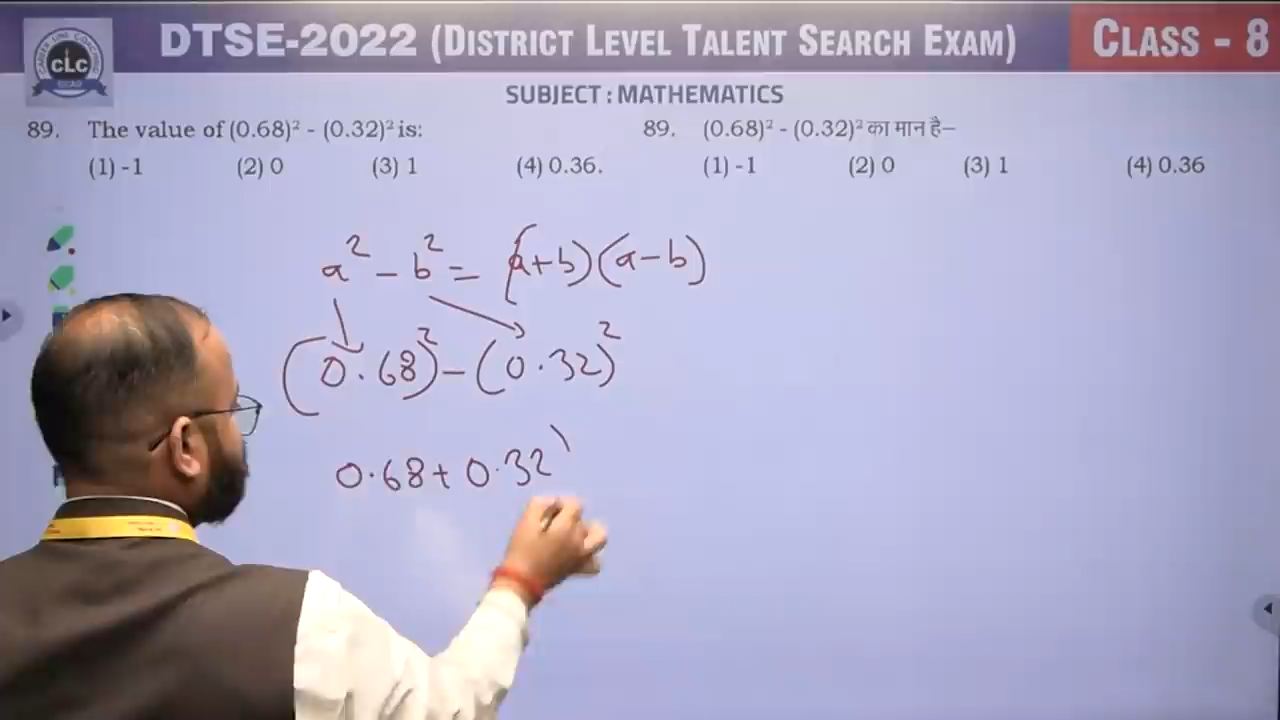 DTSE-2022 (DISTRICT LEVEL TALENT SEARCH EXAM) CLASS - 8
CLC
SUBJECT : MATHEMATICS
89. The value of (0.68)² - (0.32)² is:
(1) -1 (2) 0 (3) 1 (4) 0.36.
89. (0.68)² - (0.32)² का मान है–
(1) -1 (2) 0 (3) 1 (4) 0.36
a² - b² = (a+b)(a-b)
(0.68)² - (0.32)²
0.68 + 0.32)